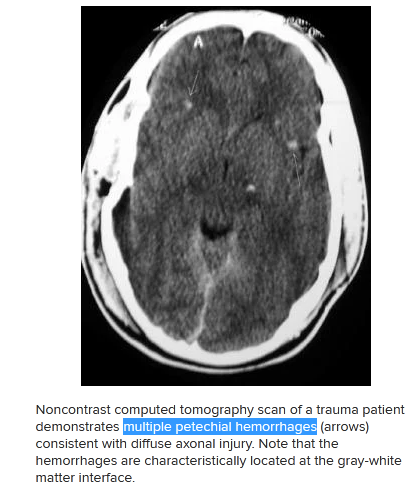 A
Noncontrast computed tomography scan of a trauma patient
demonstrates multiple petechial hemorrhages (arrows)
consistent with diffuse axonal injury. Note that the
hemorrhages are characteristically located at the gray-white
matter interface.